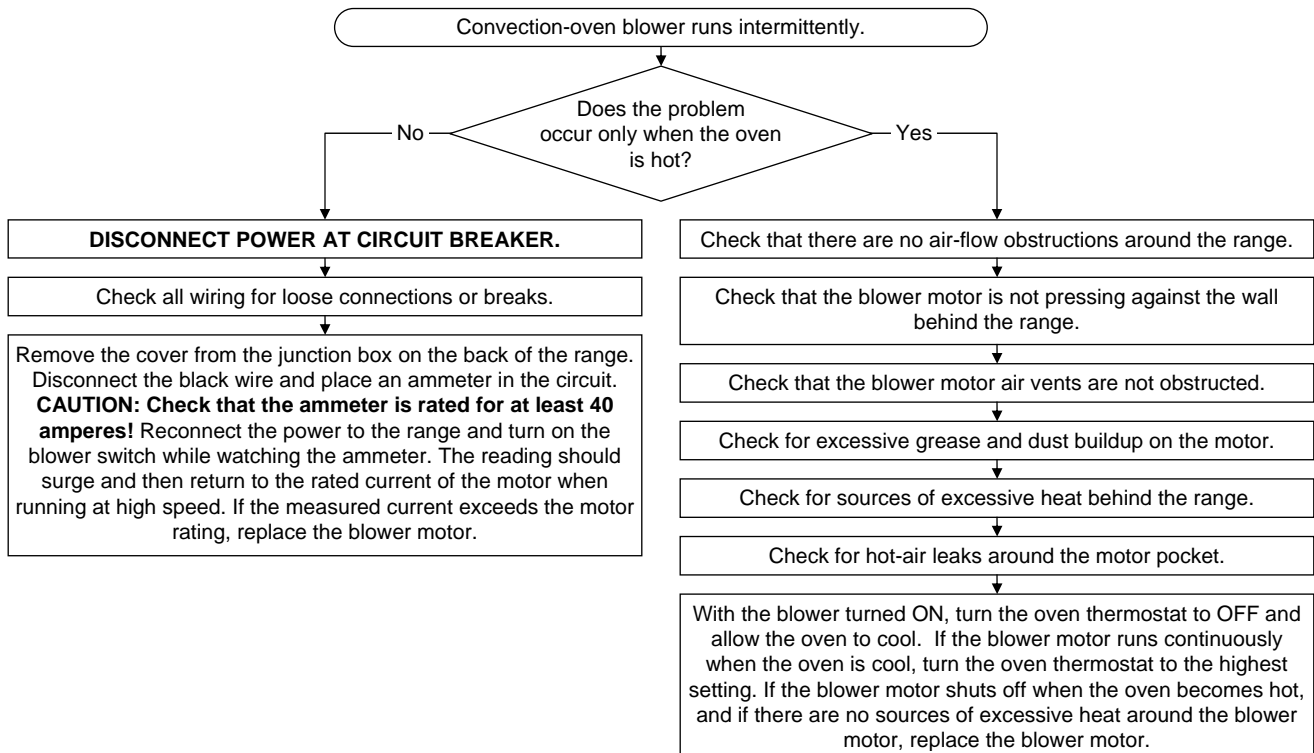 Convection-oven blower runs intermittently.
Does the problem
occur only when the oven
is hot?
No
Yes
DISCONNECT POWER AT CIRCUIT BREAKER.
Check all wiring for loose connections or breaks.
Remove the cover from the junction box on the back of the range.
Disconnect the black wire and place an ammeter in the circuit.
CAUTION: Check that the ammeter is rated for at least 40
amperes! Reconnect the power to the range and turn on the
blower switch while watching the ammeter. The reading should
surge and then return to the rated current of the motor when
running at high speed. If the measured current exceeds the motor
rating, replace the blower motor.
Check that there are no air-flow obstructions around the range.
Check that the blower motor is not pressing against the wall
behind the range.
Check that the blower motor air vents are not obstructed.
Check for excessive grease and dust buildup on the motor.
Check for sources of excessive heat behind the range.
Check for hot-air leaks around the motor pocket.
With the blower turned ON, turn the oven thermostat to OFF and
allow the oven to cool.  If the blower motor runs continuously
when the oven is cool, turn the oven thermostat to the highest
setting. If the blower motor shuts off when the oven becomes hot,
and if there are no sources of excessive heat around the blower
motor, replace the blower motor.